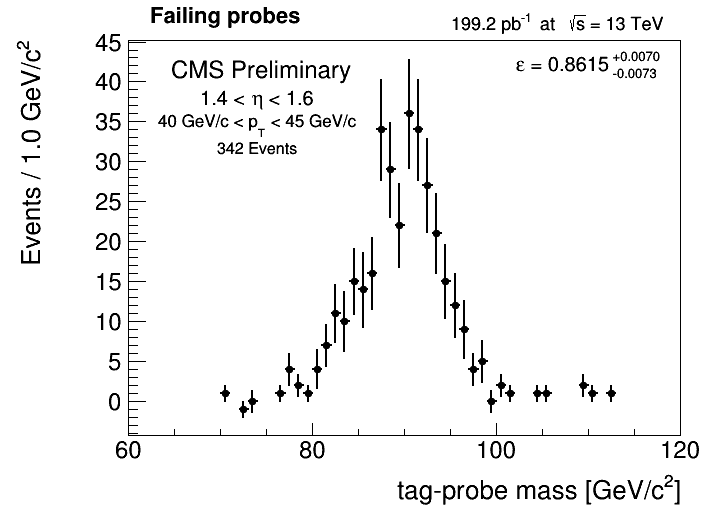 Failing probes
199.2 pb⁻¹ at √s = 13 TeV
CMS Preliminary
1.4 < η < 1.6
40 GeV/c < p_T < 45 GeV/c
342 Events
ε = 0.8615 +0.0070 -0.0073
Events / 1.0 GeV/c²
45
40
35
30
25
20
15
10
5
0
60 80 100 120
tag-probe mass [GeV/c²]